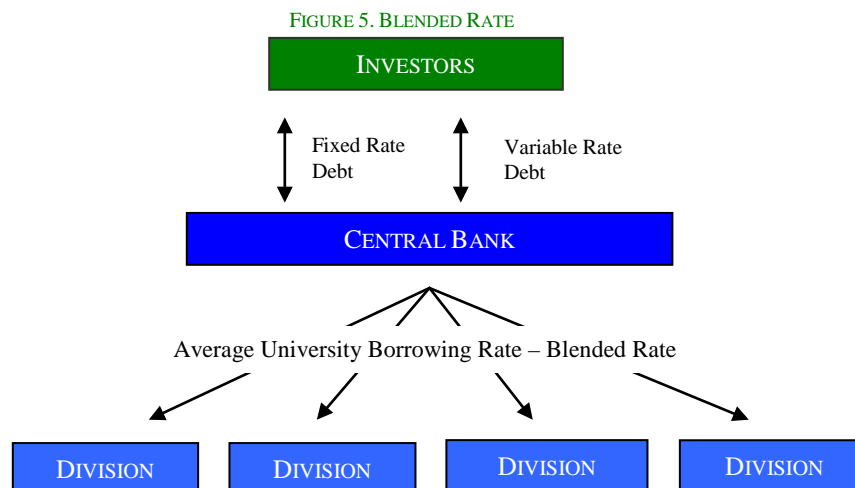 FIGURE 5. BLENDED RATE
INVESTORS
Fixed Rate
Debt
Variable Rate
Debt
CENTRAL BANK
Average University Borrowing Rate – Blended Rate
DIVISION
DIVISION
DIVISION
DIVISION